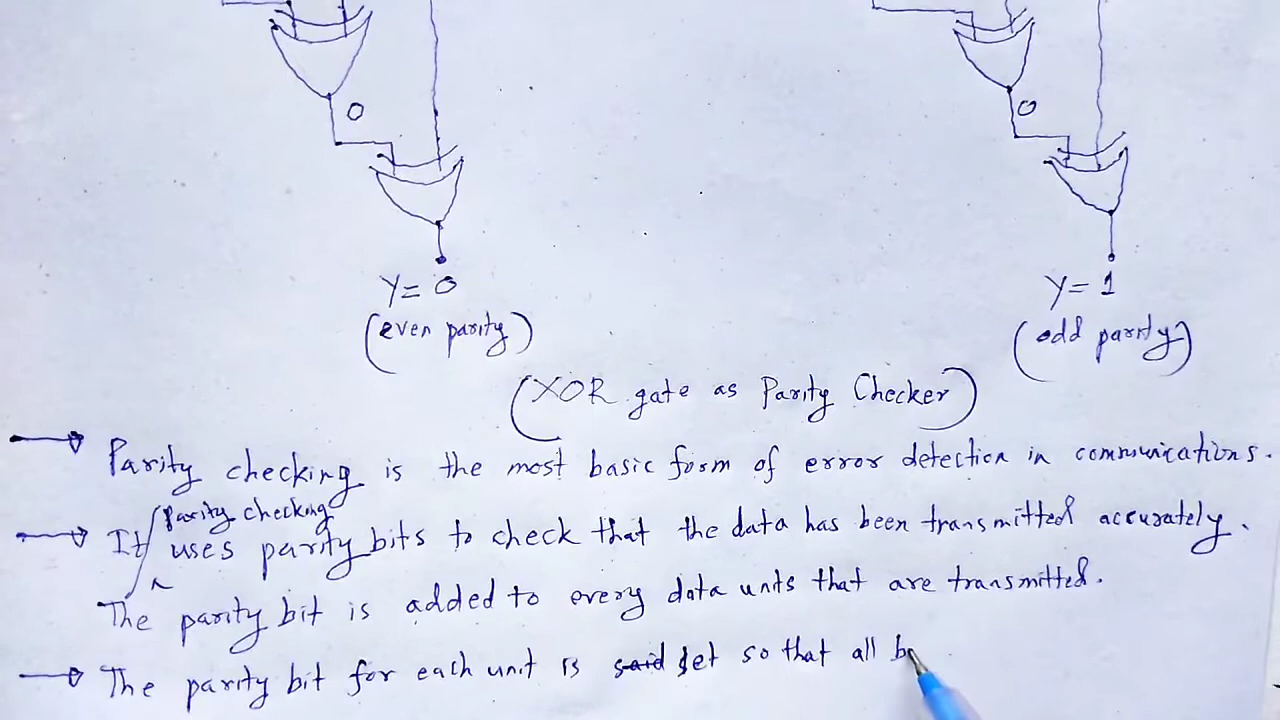 0 0
Y= 0 Y= 1
(even parity) (odd parity)
(XOR gate as Parity Checker)
Parity checking is the most basic form of error detection in communications.
parity checking
It uses parity bits to check that the data has been transmitted accurately.
The parity bit is added to every data units that are transmitted.
The parity bit for each unit is said set so that all